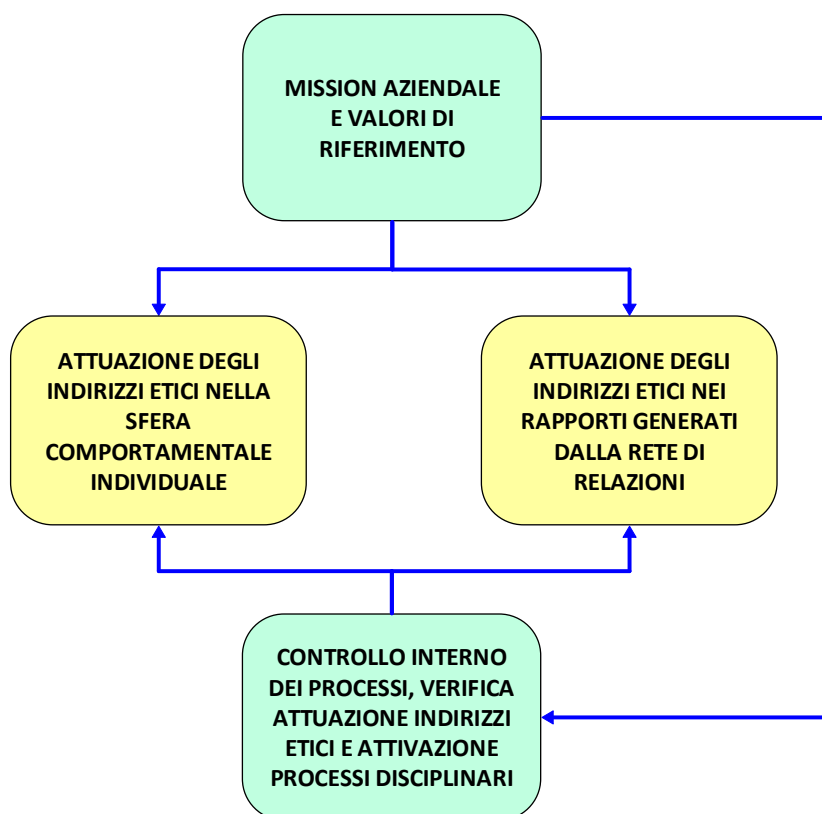 MISSION AZIENDALE
E VALORI DI
RIFERIMENTO
ATTUAZIONE DEGLI
INDIRIZZI ETICI NELLA
SFERA
COMPORTAMENTALE
INDIVIDUALE
ATTUAZIONE DEGLI
INDIRIZZI ETICI NEI
RAPPORTI GENERATI
DALLA RETE DI
RELAZIONI
CONTROLLO INTERNO
DEI PROCESSI, VERIFICA
ATTUAZIONE INDIRIZZI
ETICI E ATTIVAZIONE
PROCESSI DISCIPLINARI